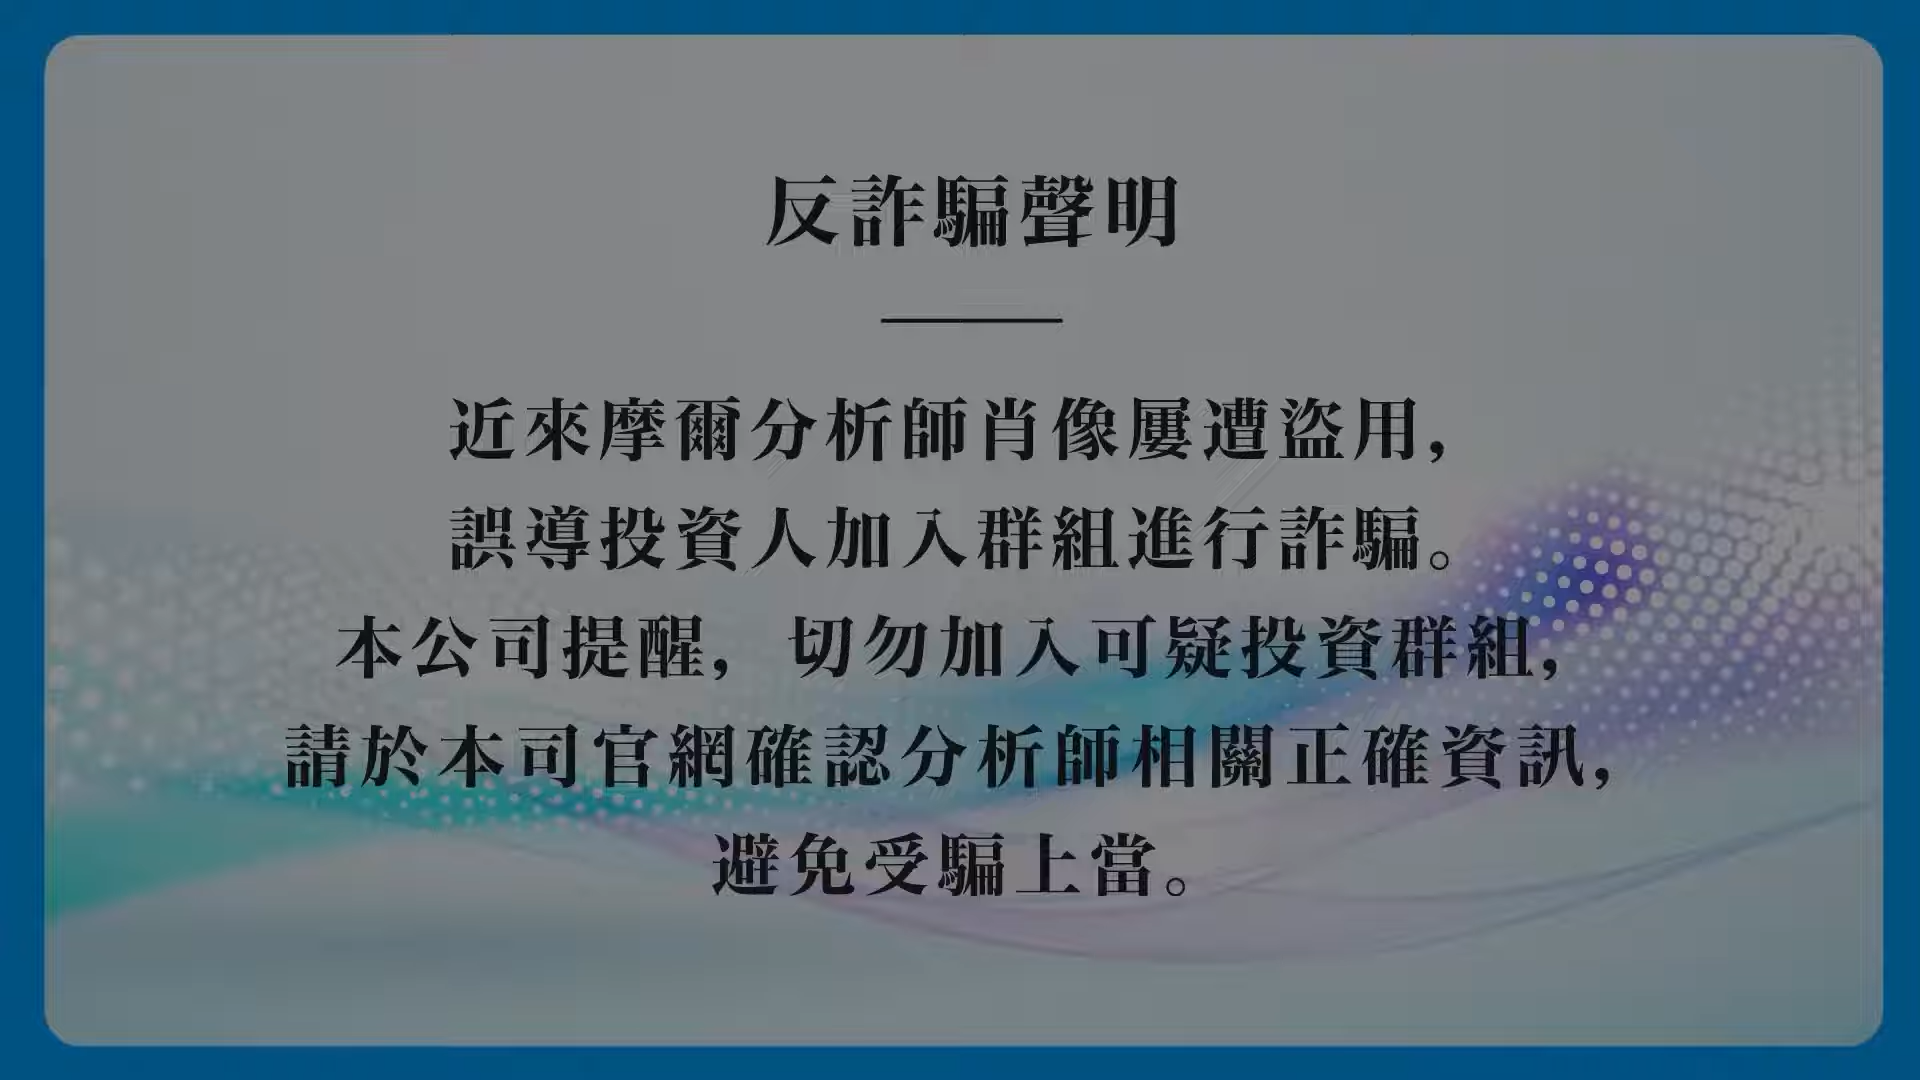 反詐騙聲明
近來摩爾分析師肖像屢遭盜用，
誤導投資人加入群組進行詐騙。
本公司提醒，切勿加入可疑投資群組，
請於本司官網確認分析師相關正確資訊，
避免受騙上當。